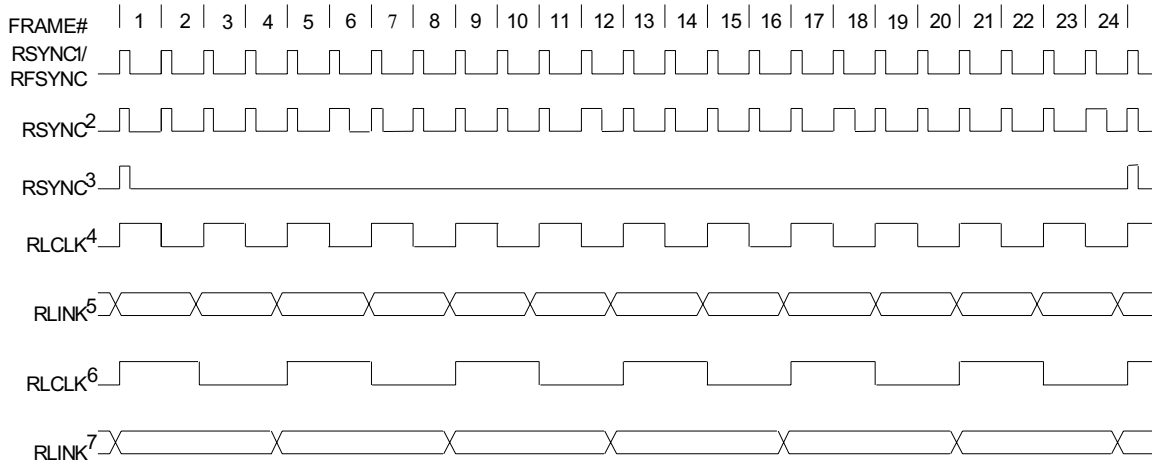 FRAME# 1 2 3 4 5 6 7 8 9 10 11 12 13 14 15 16 17 18 19 20 21 22 23 24
RSYNC1/
RFSYNC
RSYNC2
RSYNC3
RLCLK4
RLINK5
RLCLK6
RLINK7